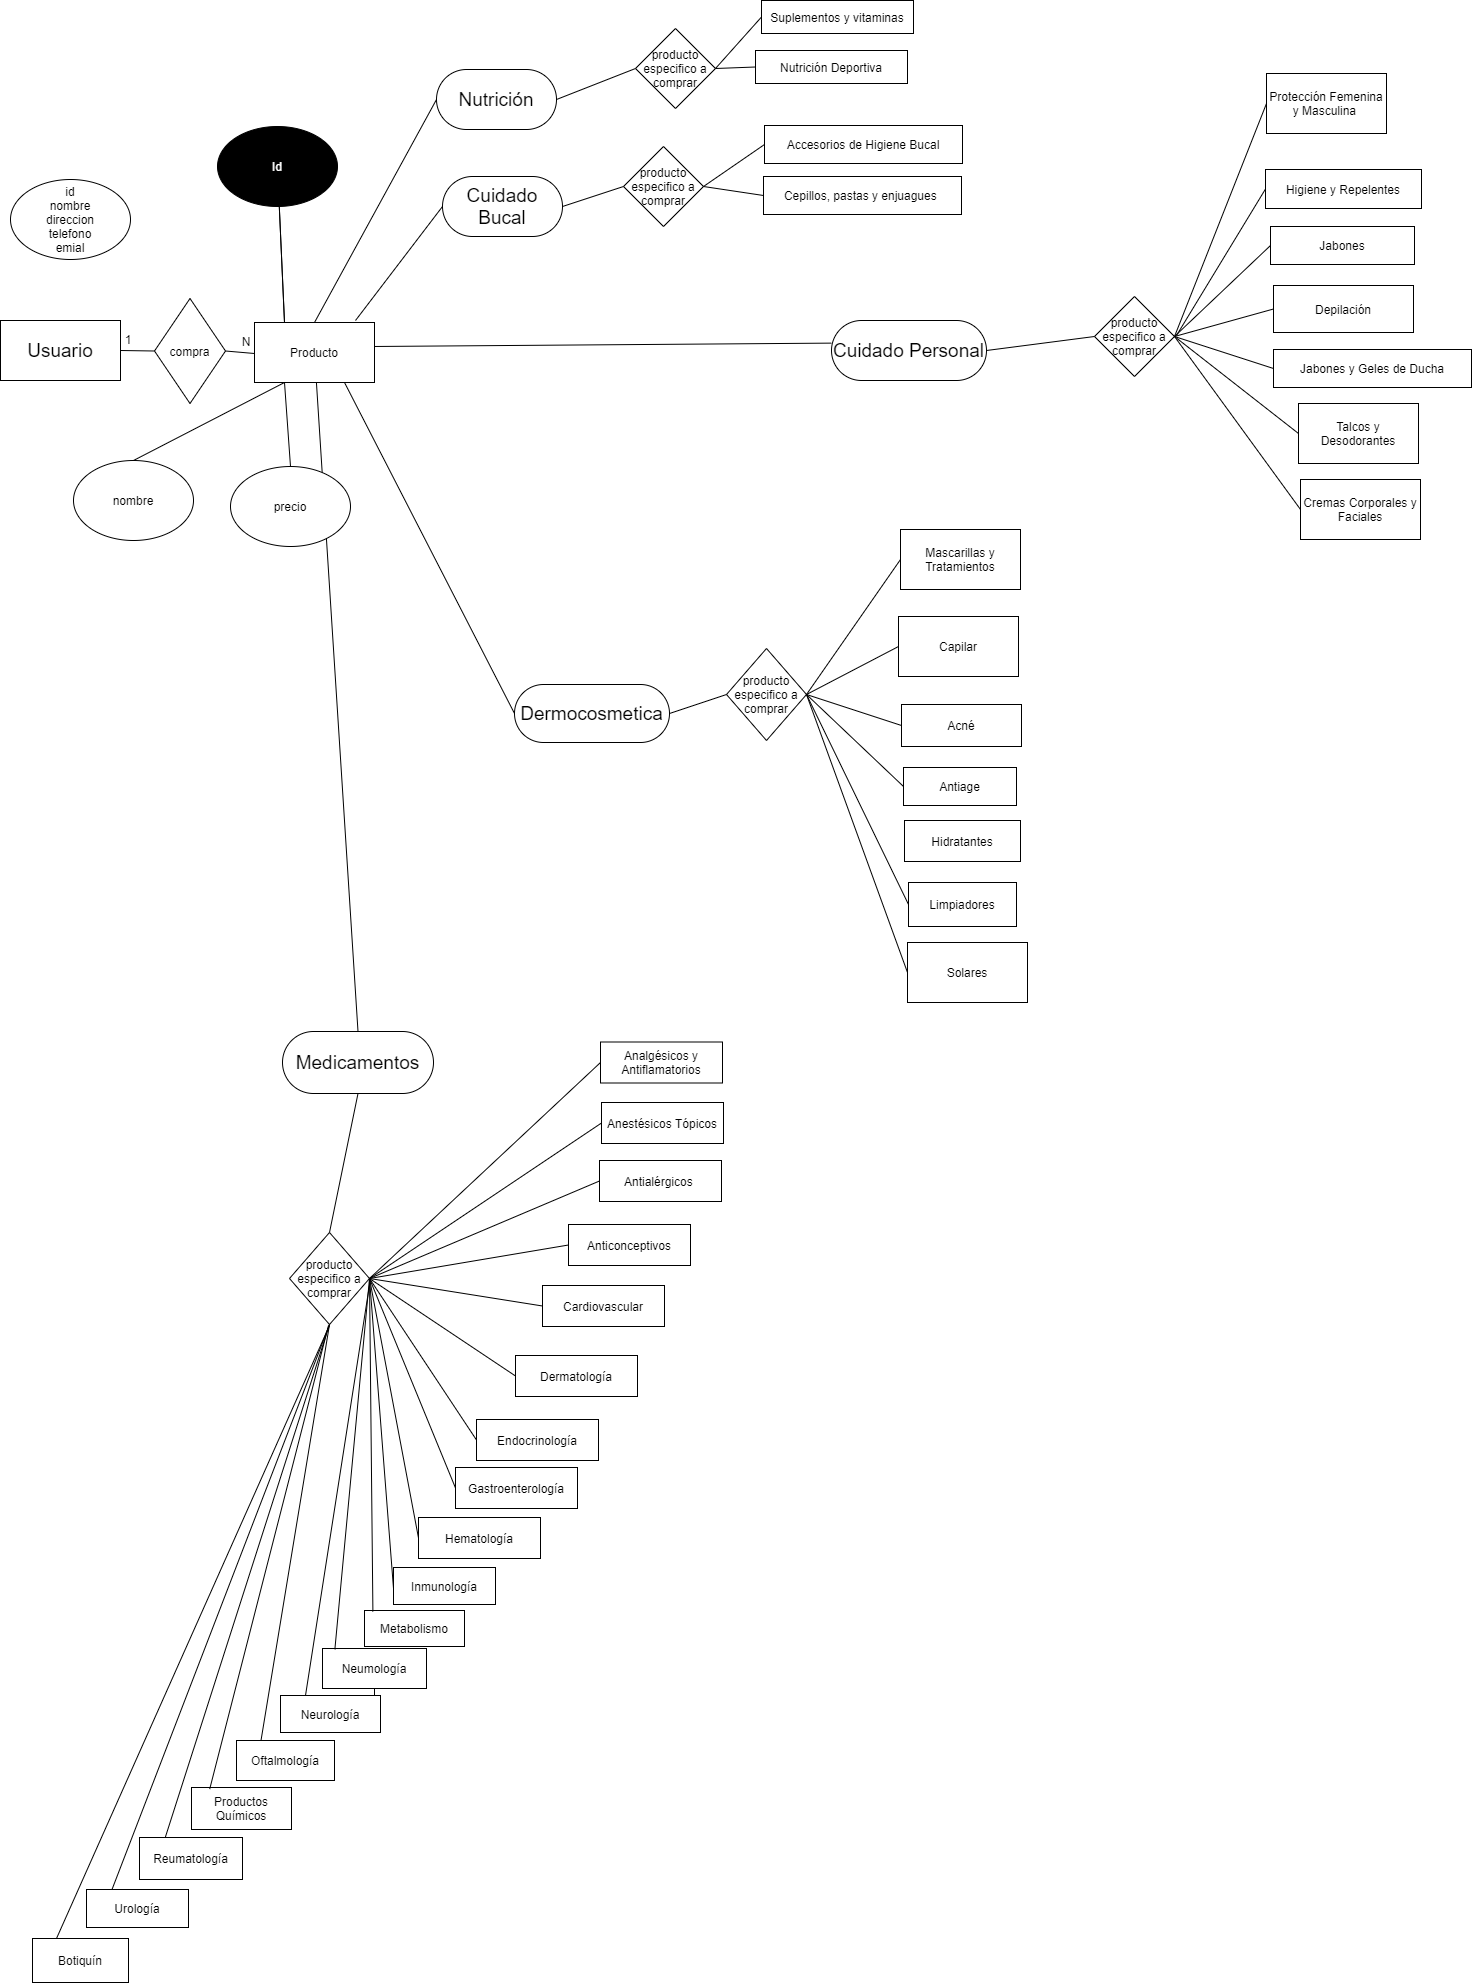 Suplementos y vitaminas
producto
especifico a
comprar
Nutrición Deportiva
Nutrición
Protección Femenina
y Masculina
Id
Accesorios de Higiene Bucal
producto
especifico a
comprar
Cepillos, pastas y enjuagues
Cuidado
Bucal
id
nombre
direccion
telefono
emial
Higiene y Repelentes
Jabones
Depilación
Usuario
1
compra
N
Producto
Cuidado Personal
producto
especifico a
comprar
Jabones y Geles de Ducha
Talcos y
Desodorantes
Cremas Corporales y
Faciales
nombre
precio
Mascarillas y
Tratamientos
Capilar
producto
especifico a
comprar
Dermocosmetica
Acné
Antiage
Hidratantes
Limpiadores
Solares
Medicamentos
Analgésicos y
Antiflamatorios
Anestésicos Tópicos
Antialérgicos
Anticonceptivos
producto
especifico a
comprar
Cardiovascular
Dermatología
Endocrinología
Gastroenterología
Hematología
Inmunología
Metabolismo
Neumología
Neurología
Oftalmología
Productos
Químicos
Reumatología
Urología
Botiquín